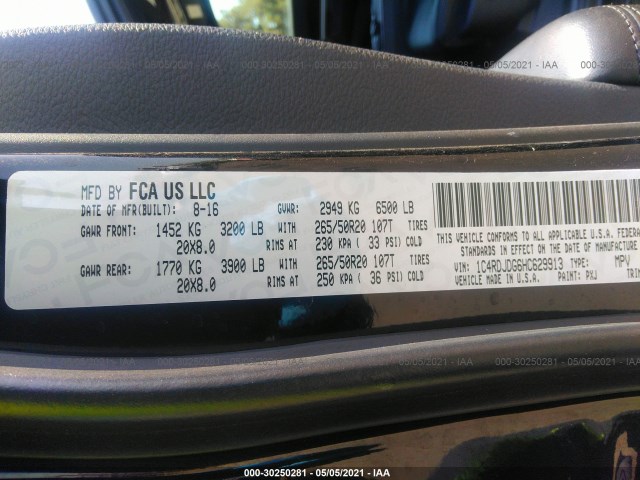 000-30250281 - 05/05/2021 - IAA
MFD BY FCA US LLC
DATE OF MFR(BUILT): 8-16 GVWR: 2949 KG 6500 LB
GAWR FRONT: 1452 KG 3200 LB WITH 265/50R20 107T TIRES
20X8.0 RIMS AT 230 KPA ( 33 PSI) COLD
GAWR REAR: 1770 KG 3900 LB WITH 265/50R20 107T TIRES
20X8.0 RIMS AT 250 KPA ( 36 PSI) COLD
THIS VEHICLE CONFORMS TO ALL APPLICABLE U.S.A. FEDERAL
STANDARDS IN EFFECT ON THE DATE OF MANUFACTURE
VIN: 1C4RDJDG6HC629913 TYPE: MPV
VEHICLE MADE IN U.S.A. PAINT: PXJ
000-30250281 - 05/05/2021 - IAA
000-30250281 - 05/05/2021 - IAA